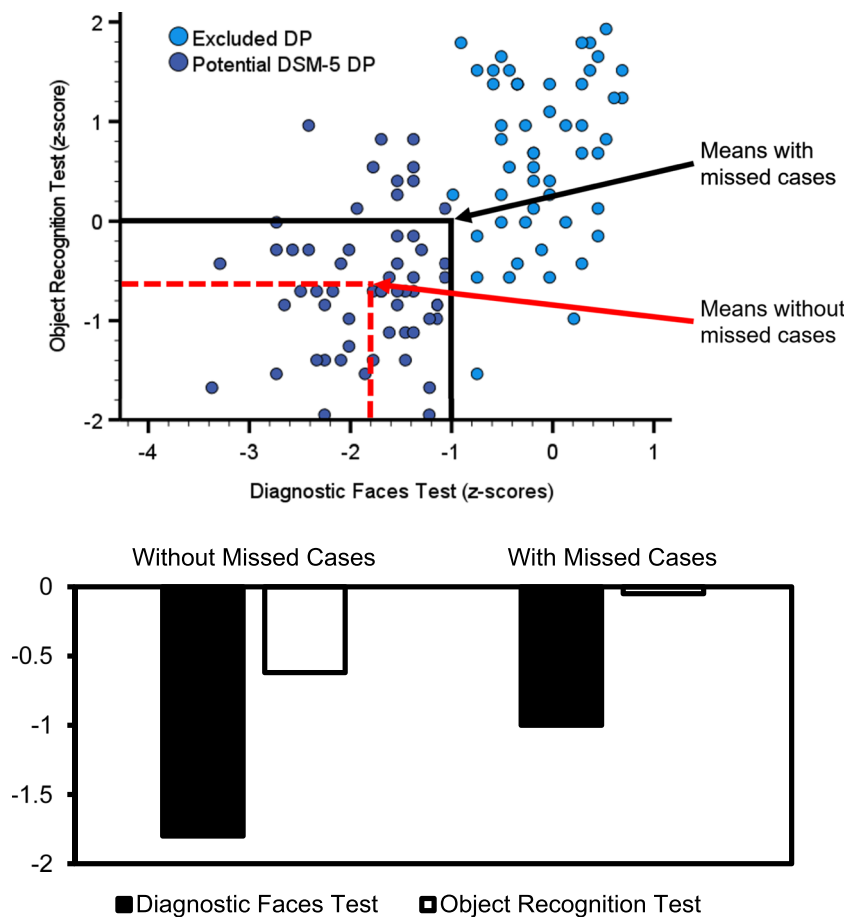 Excluded DP
Potential DSM-5 DP
2
1
0
-1
-2
Object Recognition Test (z-score)
Means with
missed cases
Means without
missed cases
-4
-3
-2
-1
0
1
Diagnostic Faces Test (z-scores)
Without Missed Cases
With Missed Cases
0
-0.5
-1
-1.5
-2
Diagnostic Faces Test
Object Recognition Test